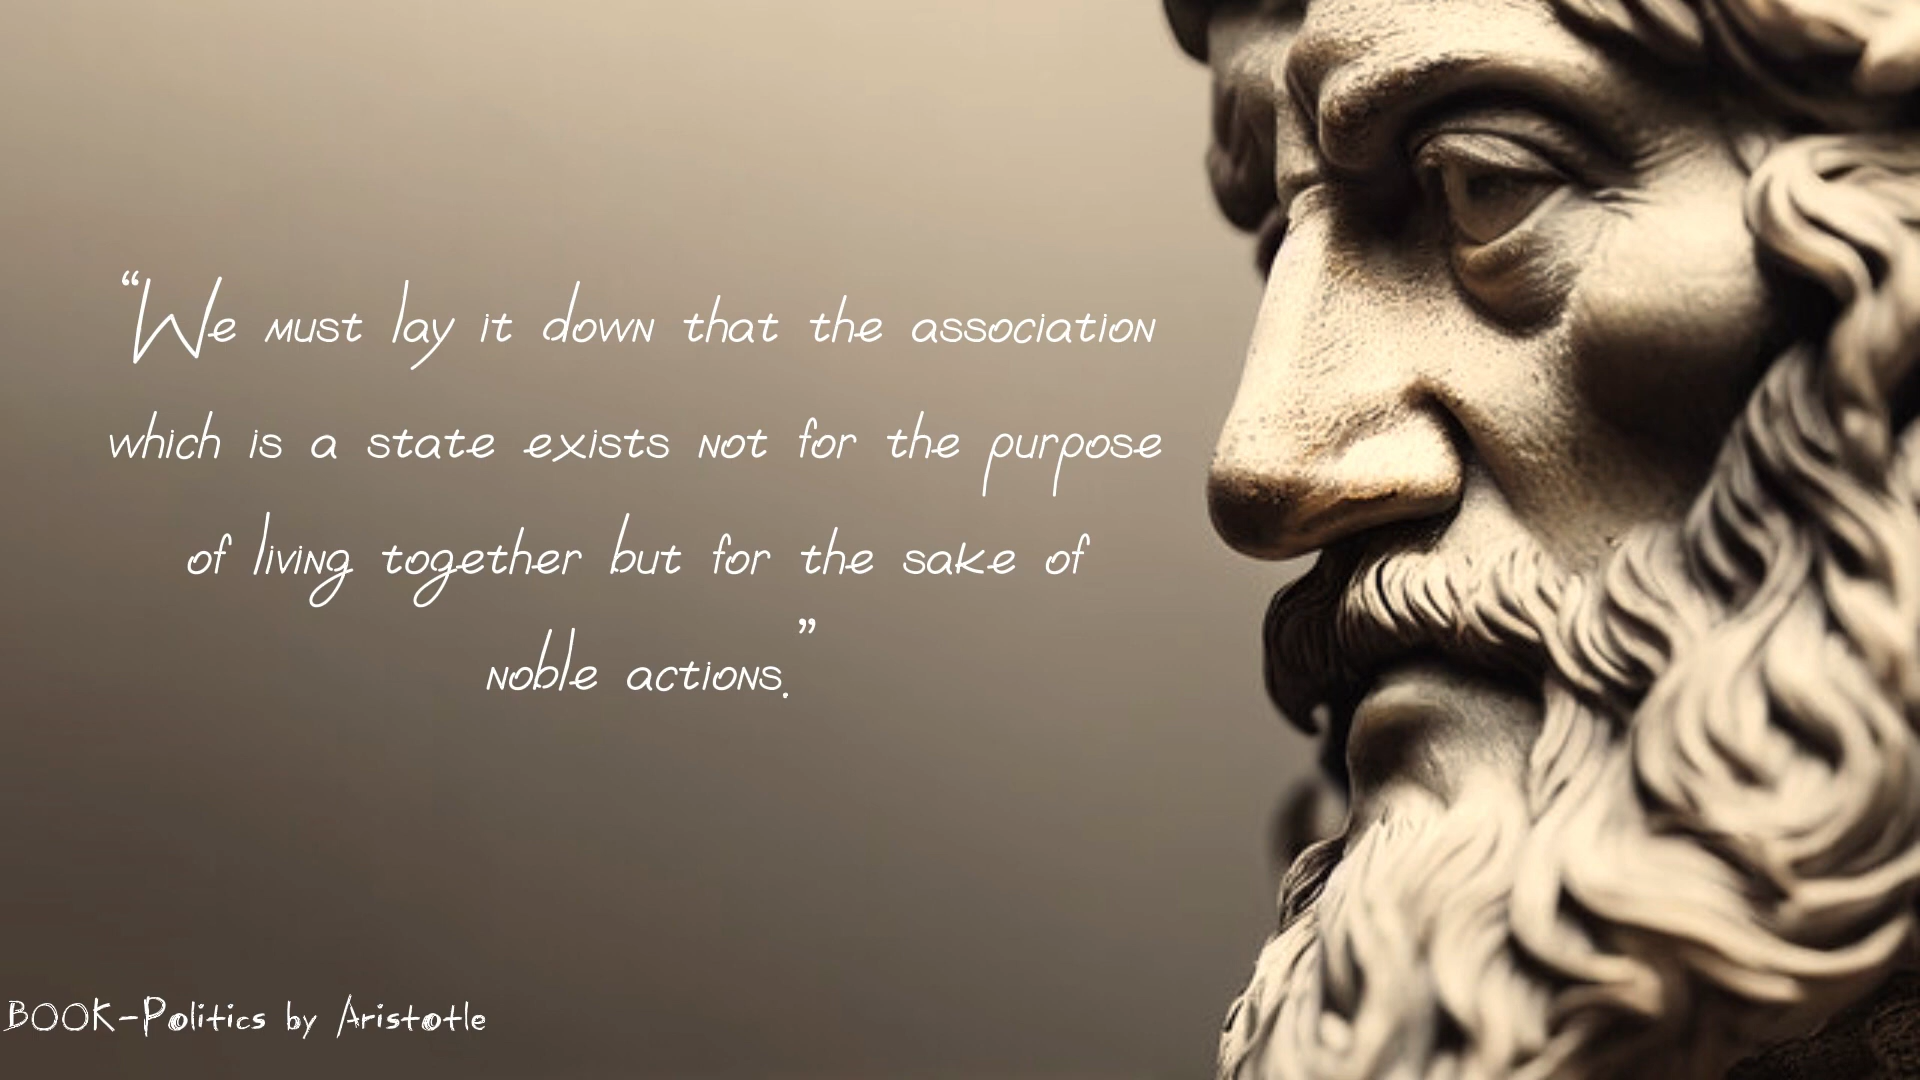 “We must lay it down that the association
which is a state exists not for the purpose
of living together but for the sake of
noble actions.”
BOOK-Politics by Aristotle